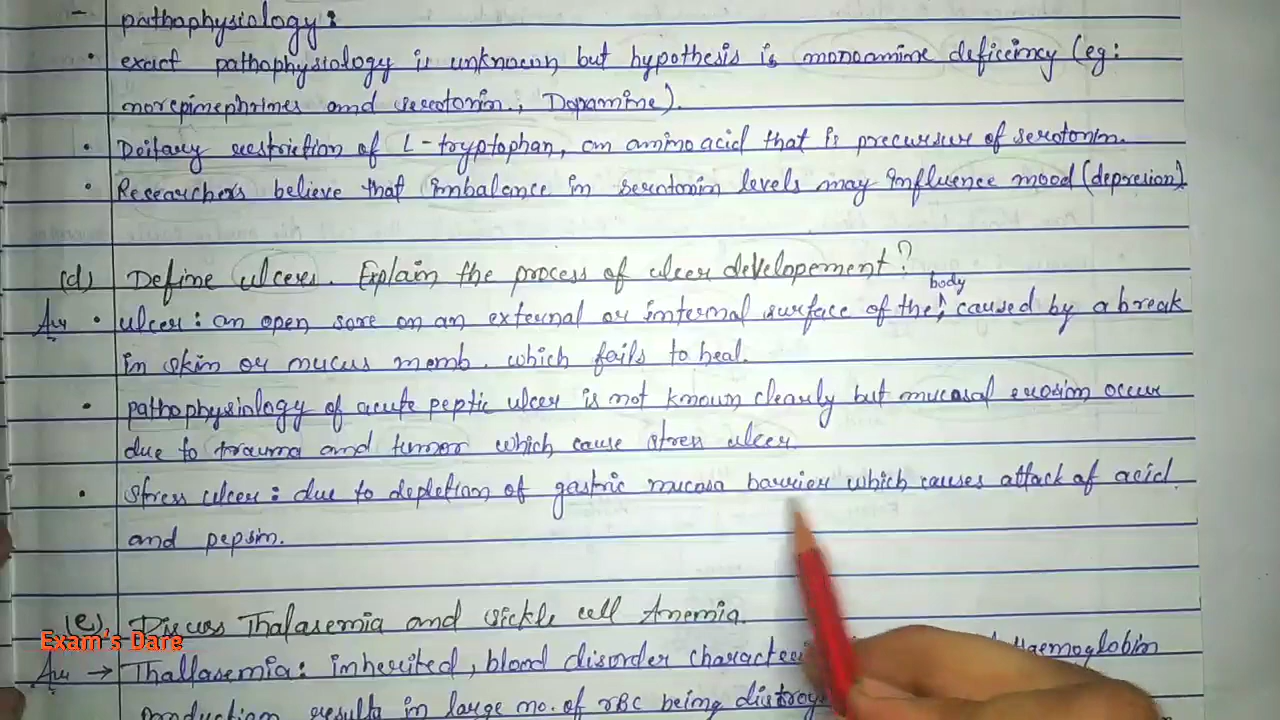 - pathophysiology:
• exact pathophysiology is unknown but hypothesis is monoamine deficincy (eg:
norepinephrines and serotonin, Dopamine).
• Deitary restriction of L-tryptophan, an amino acid that is precursur of serotonin.
• Researchers believe that imbalence in serotonin levels may influence mood (depresion)
(d) Define ulcers. Explain the process of ulcer developement?
body
Ans • ulcer: an open sore on an external or internal surface of the, caused by a break
in skin or mucus memb. which fails to heal.
• pathophysiology of acute peptic ulcer is not known clearly but mucosal erosion occur
due to trauma and tumor which cause stress ulcer.
• stress ulcer: due to depletion of gastric mucosa barrier which causes attack of acid
and pepsin.
(e) Discuss Thalasemia and sickle cell Anemia.
Exam's Dare
Ans → Thallasemia: inherited, blood disorder Haemoglobin
production results in large no. of RBC being